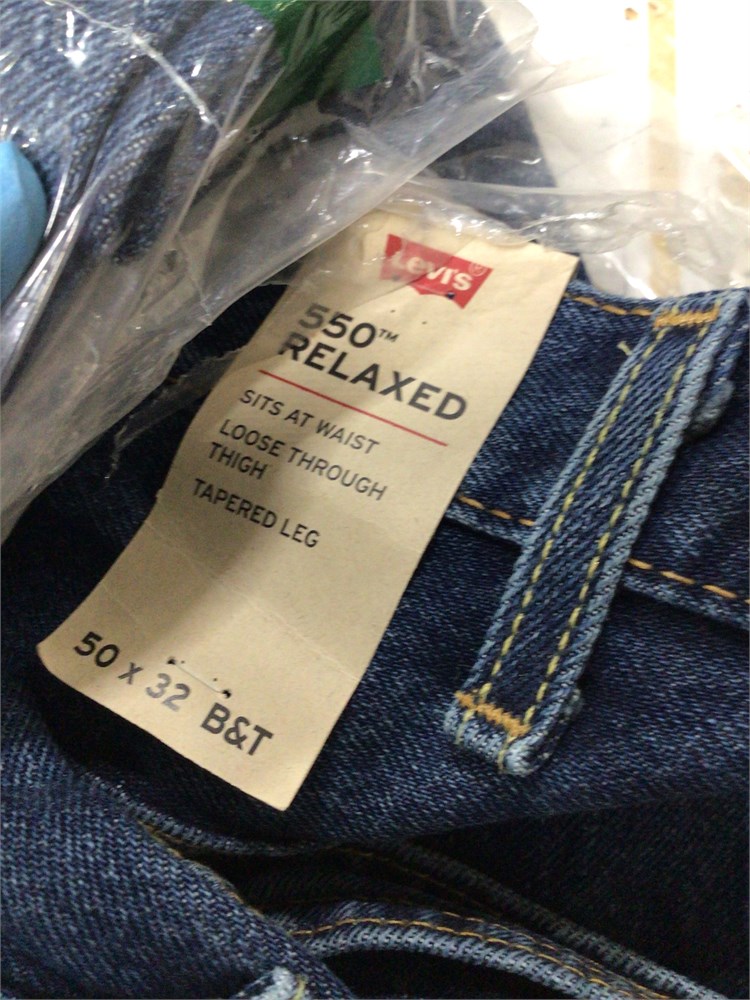 Levi's®
550™
RELAXED
SITS AT WAIST
LOOSE THROUGH
THIGH
TAPERED LEG
50 x 32 B&T